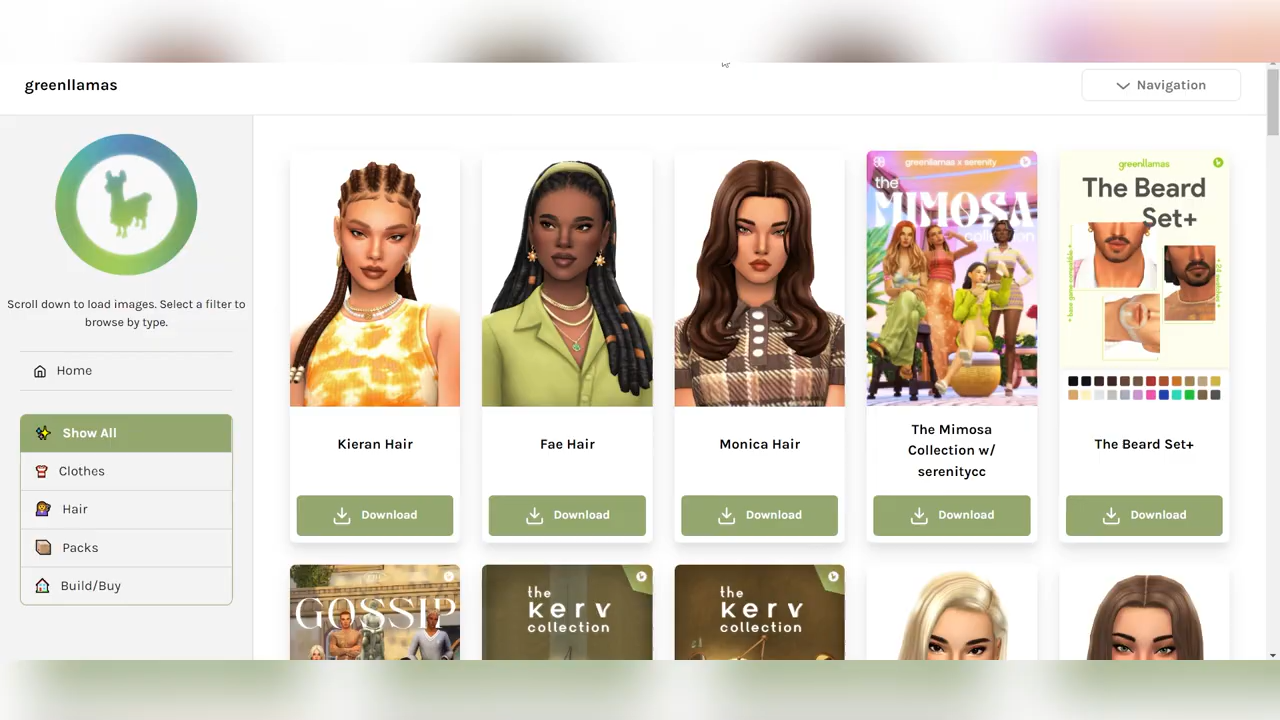 greenllamas
Navigation
Scroll down to load images. Select a filter to
browse by type.
Home
Show All
Clothes
Hair
Packs
Build/Buy
Kieran Hair
Download
Fae Hair
Download
Monica Hair
Download
greenllamas x serenity
the
MIMOSA
collection
The Mimosa
Collection w/
serenitycc
Download
greenllamas
The Beard
Set+
The Beard Set+
Download
GOSSIP
the
kerv
collection
the
kerv
collection